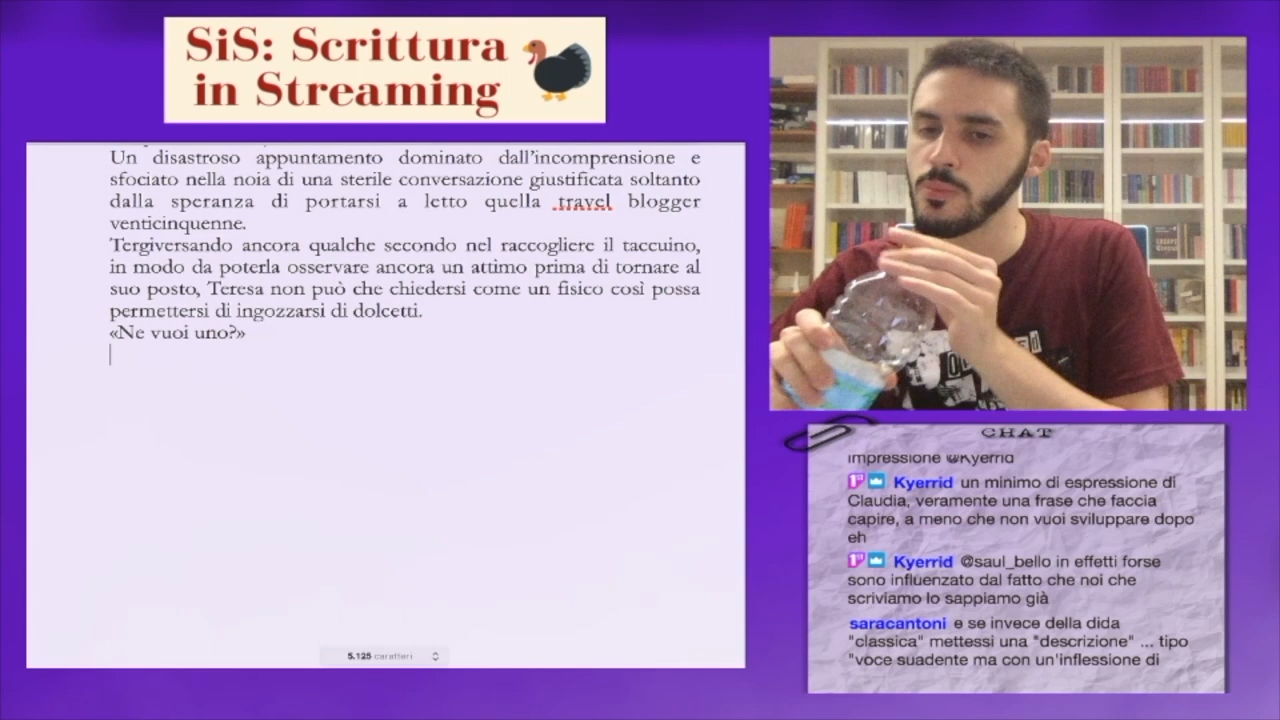 SiS: Scrittura
in Streaming
Un disastroso appuntamento dominato dall'incomprensione e
sfociato nella noia di una sterile conversazione giustificata soltanto
dalla speranza di portarsi a letto quella travel blogger
venticinquenne.
Tergiversando ancora qualche secondo nel raccogliere il taccuino,
in modo da poterla osservare ancora un attimo prima di tornare al
suo posto, Teresa non può che chiedersi come un fisico così possa
permettersi di ingozzarsi di dolcetti.
«Ne vuoi uno?»
5.125 caratteri
CHAT
impressione @Kyerrid
Kyerrid un minimo di espressione di
Claudia, veramente una frase che faccia
capire, a meno che non vuoi sviluppare dopo
eh
Kyerrid @saul_bello in effetti forse
sono influenzato dal fatto che noi che
scriviamo lo sappiamo già
saracantoni e se invece della dida
"classica" mettessi una "descrizione" ... tipo
"voce suadente ma con un'inflessione di